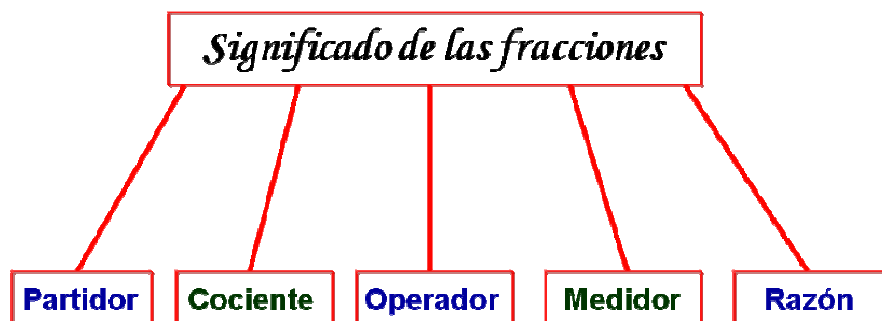 Significado de las fracciones
Partidor Cociente Operador Medidor Razón